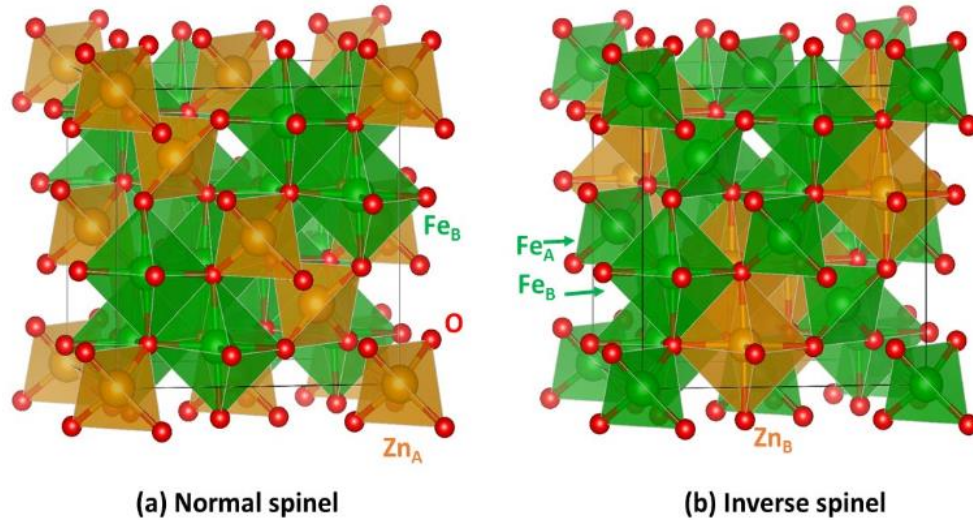 Fe_B
O
Zn_A
(a) Normal spinel
Fe_A
Fe_B
Zn_B
(b) Inverse spinel